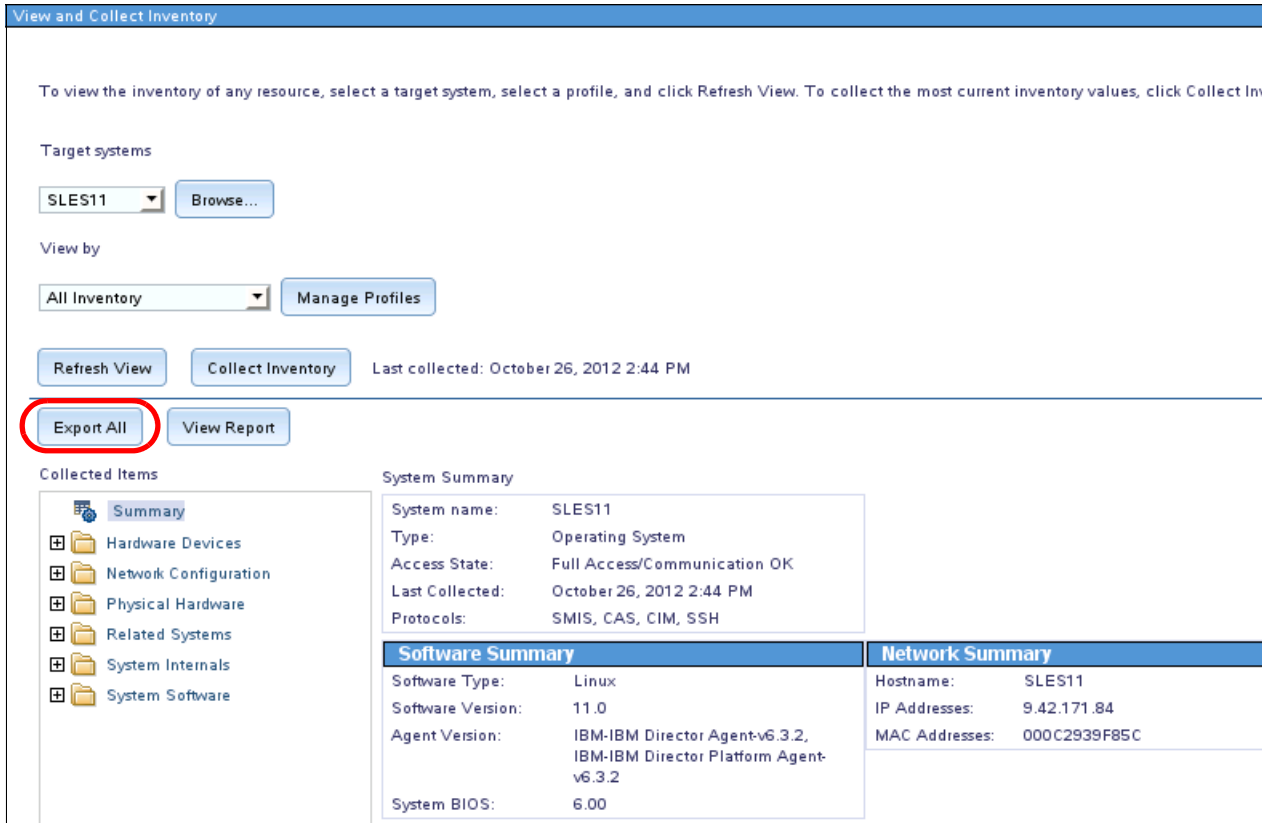 View and Collect Inventory
To view the inventory of any resource, select a target system, select a profile, and click Refresh View. To collect the most current inventory values, click Collect
Target systems
SLES11 Browse...
View by
All Inventory Manage Profiles
Refresh View Collect Inventory Last collected: October 26, 2012 2:44 PM
Export All View Report
Collected Items
Summary
Hardware Devices
Network Configuration
Physical Hardware
Related Systems
System Internals
System Software
System Summary
System name: SLES11
Type: Operating System
Access State: Full Access/Communication OK
Last Collected: October 26, 2012 2:44 PM
Protocols: SMIS, CAS, CIM, SSH
Software Summary
Software Type: Linux
Software Version: 11.0
Agent Version: IBM-IBM Director Agent-v6.3.2,
IBM-IBM Director Platform Agent-
v6.3.2
System BIOS: 6.00
Network Summary
Hostname: SLES11
IP Addresses: 9.42.171.84
MAC Addresses: 000C2939F85C